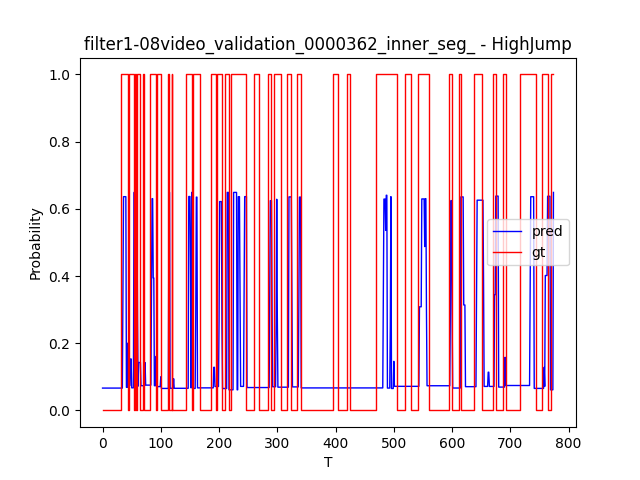 filter1-08video_validation_0000362_inner_seg_ - HighJump
1.0
0.8
0.6
0.4
0.2
0.0
Probability
pred
gt
0 100 200 300 400 500 600 700 800
T